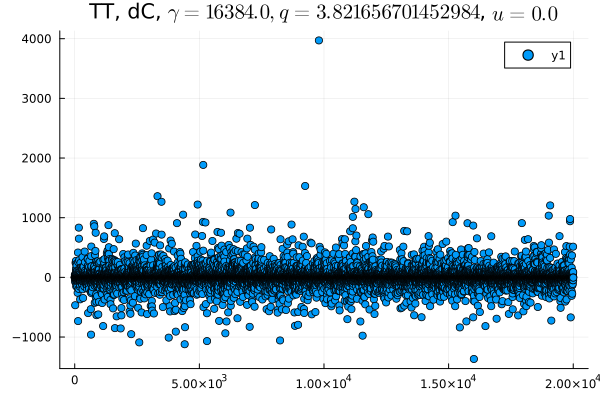 T̅T̅, dC, γ = 16384.0, q = 3.821656701452984, u = 0.0
4000
y1
3000
2000
1000
0
−1000
0 5.00×10³ 1.00×10⁴ 1.50×10⁴ 2.00×10⁴